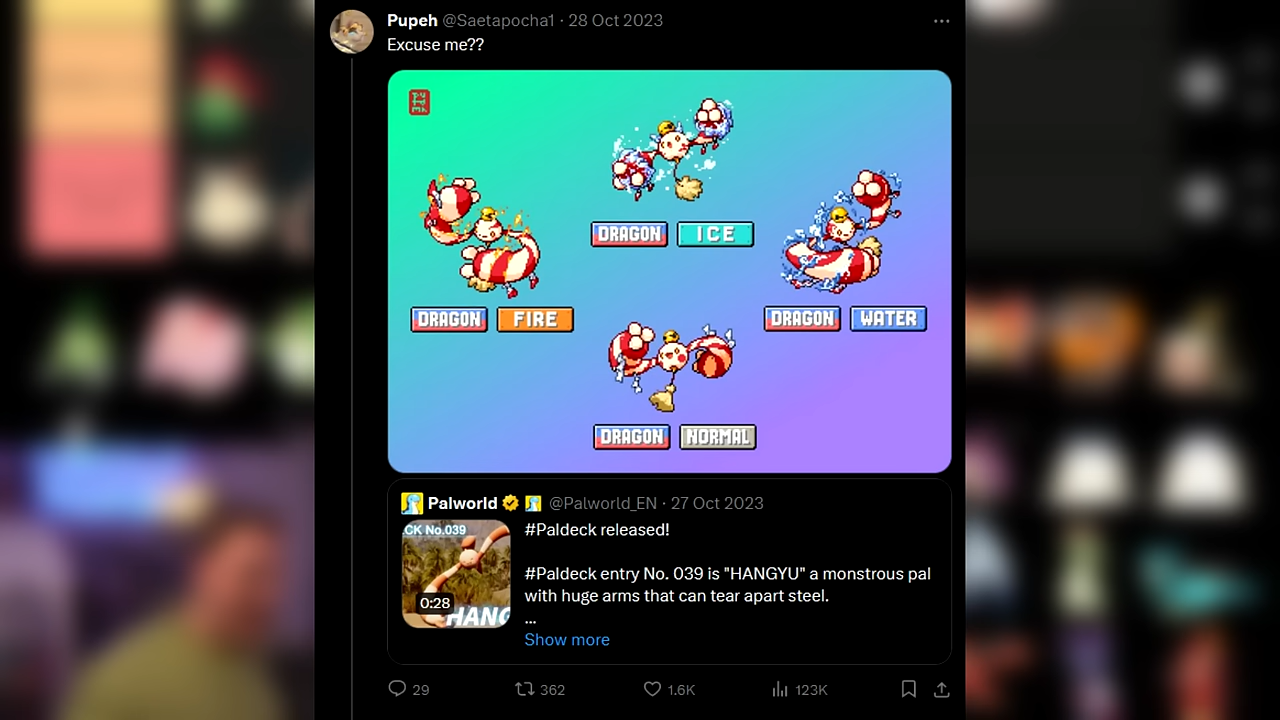 Pupeh @Saetapocha1 · 28 Oct 2023
Excuse me??
DRAGON ICE
DRAGON FIRE
DRAGON WATER
DRAGON NORMAL
Palworld @Palworld_EN · 27 Oct 2023
CK No.039
0:28
HANG
#Paldeck released!
#Paldeck entry No. 039 is "HANGYU" a monstrous pal
with huge arms that can tear apart steel.
...
Show more
29 362 1.6K 123K